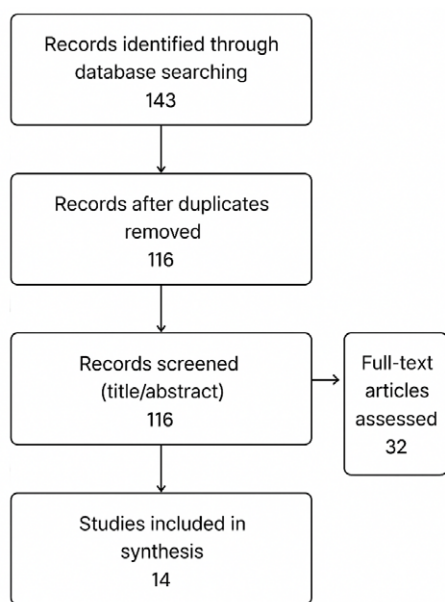 Records identified through
database searching
143
Records after duplicates
removed
116
Records screened
(title/abstract)
116
Full-text
articles
assessed
32
Studies included in
synthesis
14